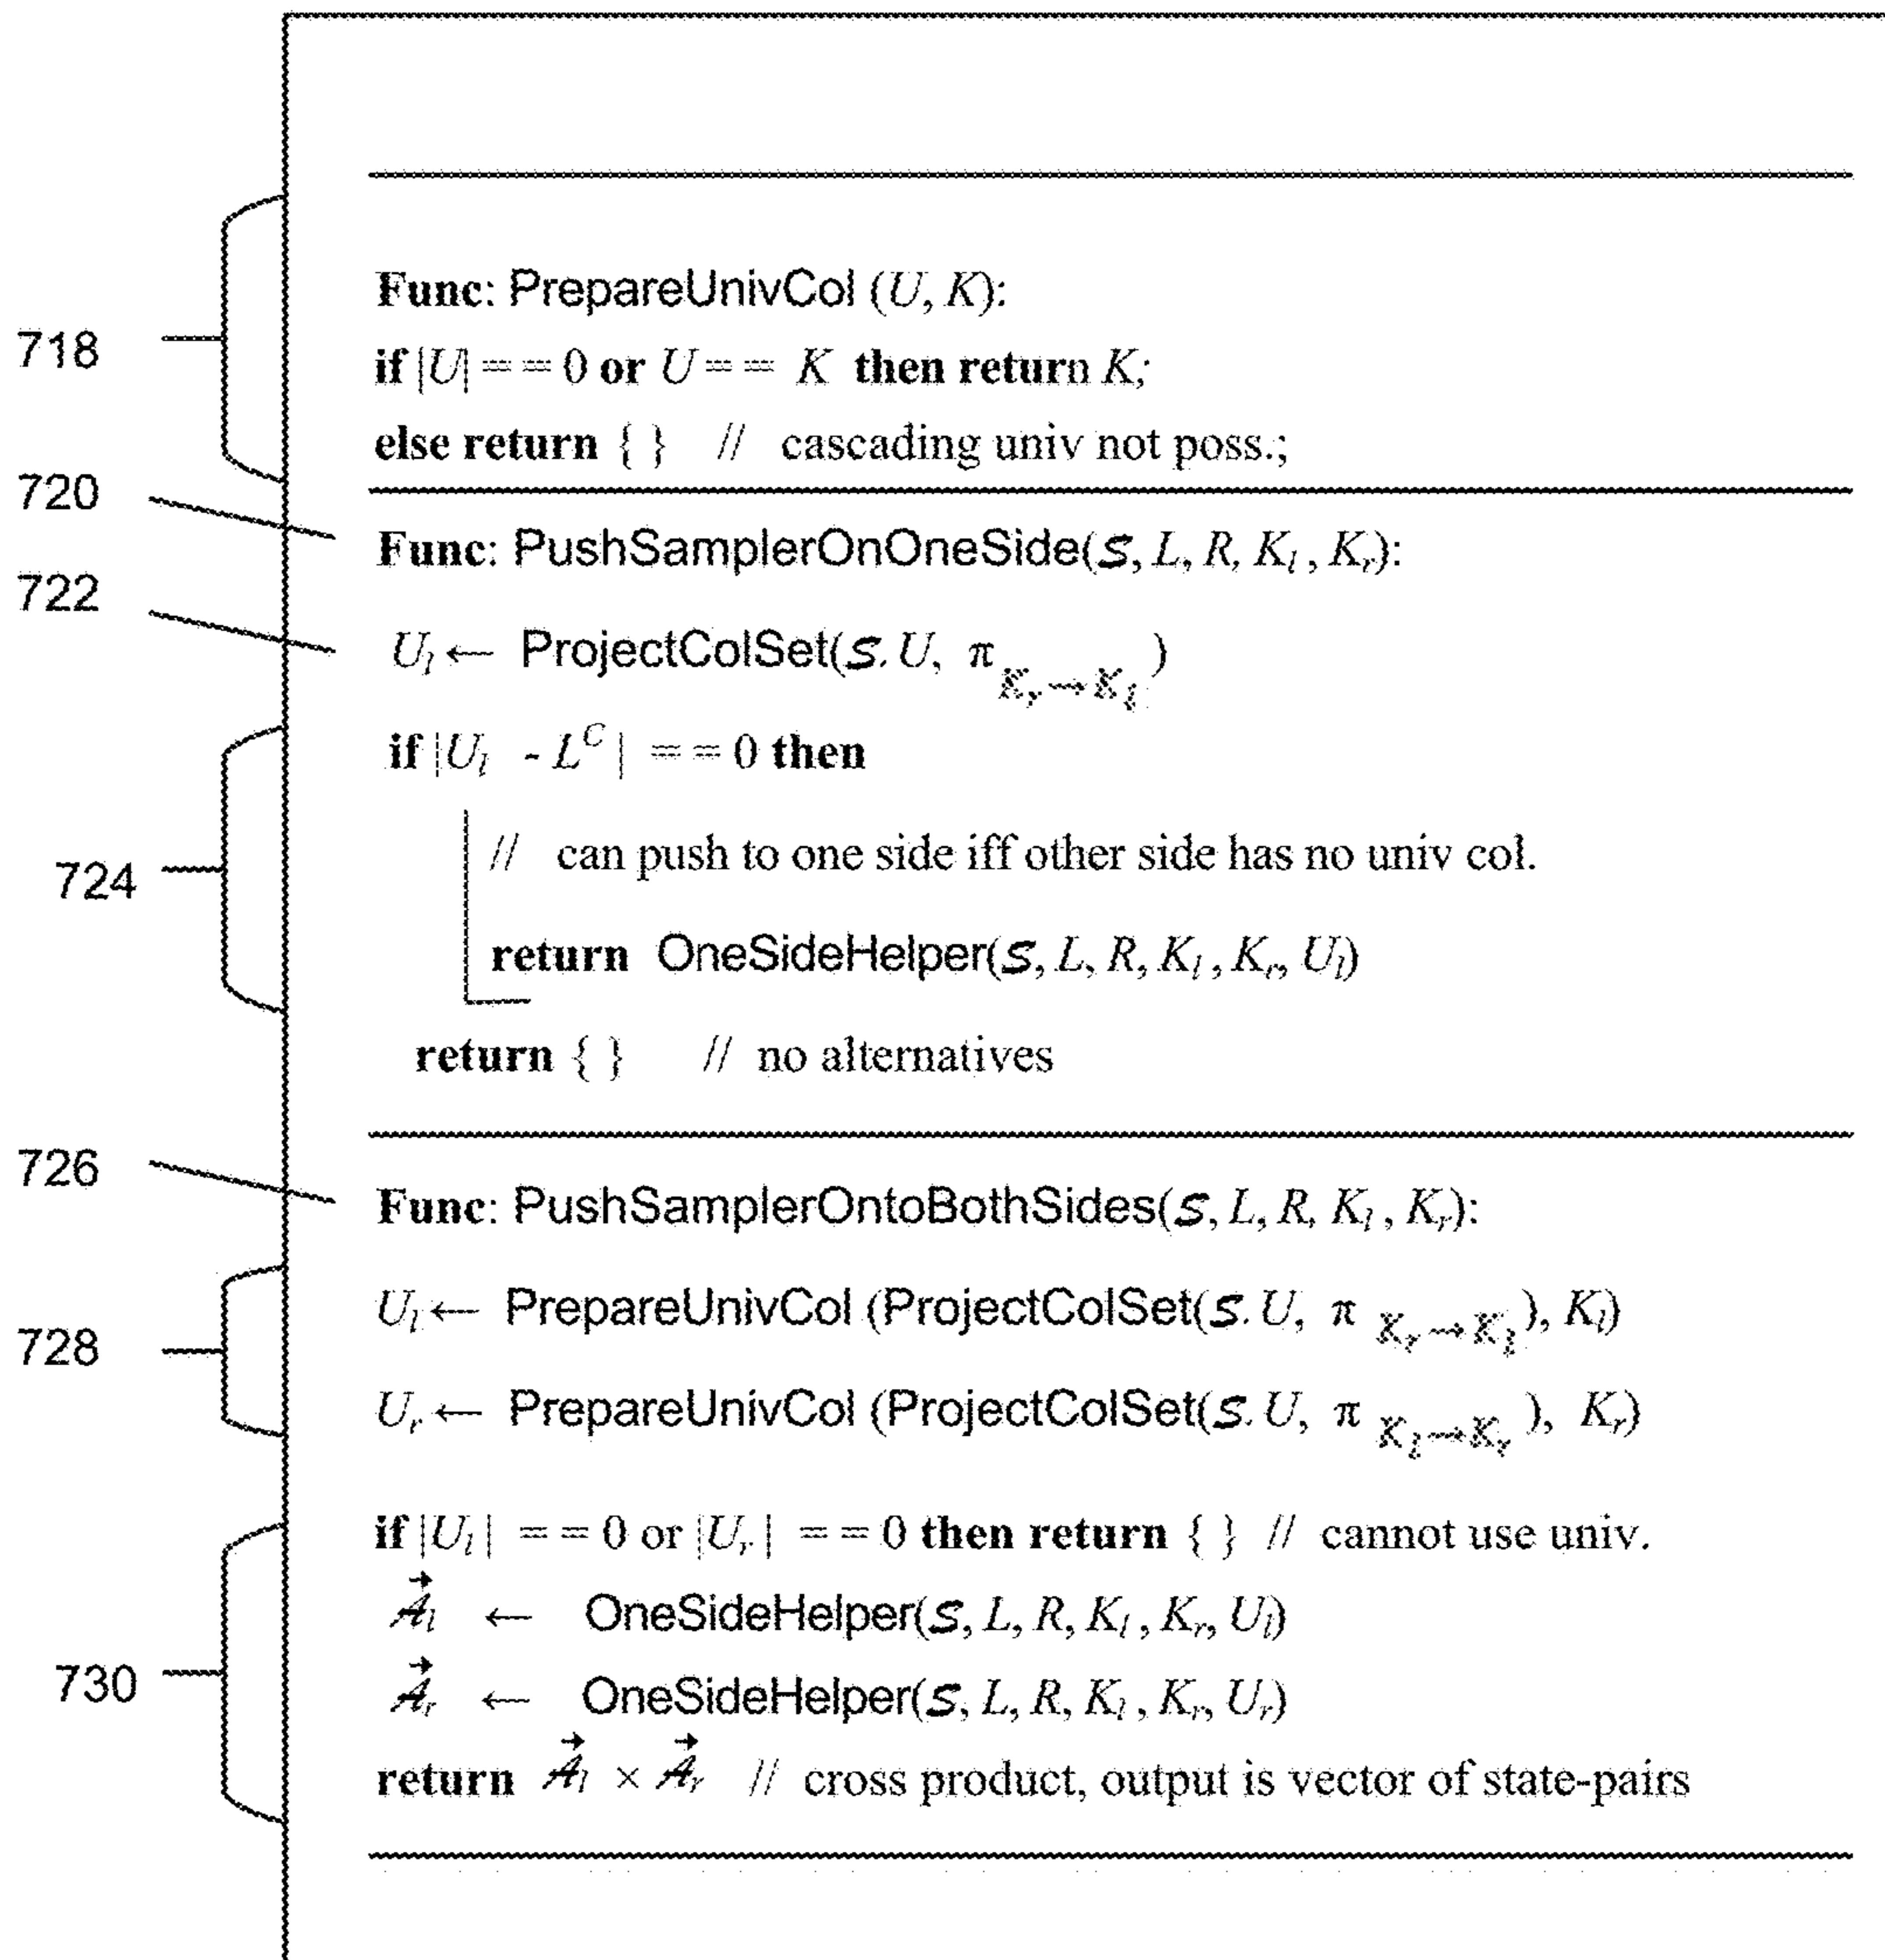 718
Func: PrepareUnivCol (U, K):
if |U| == 0 or U == K then return K;
else return { } // cascading univ not poss.;
720
Func: PushSamplerOnOneSide(S, L, R, K_l, K_r):
722
U_l ← ProjectColSet(S.U, π_{K_r→K_l})
724
if |U_l - L^C| == 0 then
// can push to one side iff other side has no univ col.
return OneSideHelper(S, L, R, K_l, K_r, U_l)
return { } // no alternatives
726
Func: PushSamplerOntoBothSides(S, L, R, K_l, K_r):
728
U_l ← PrepareUnivCol (ProjectColSet(S.U, π_{K_r→K_l}), K_l)
U_r ← PrepareUnivCol (ProjectColSet(S.U, π_{K_l→K_r}), K_r)
730
if |U_l| == 0 or |U_r| == 0 then return { } // cannot use univ.
A⃗_l ← OneSideHelper(S, L, R, K_l, K_r, U_l)
A⃗_r ← OneSideHelper(S, L, R, K_l, K_r, U_r)
return A⃗_l × A⃗_r // cross product, output is vector of state-pairs